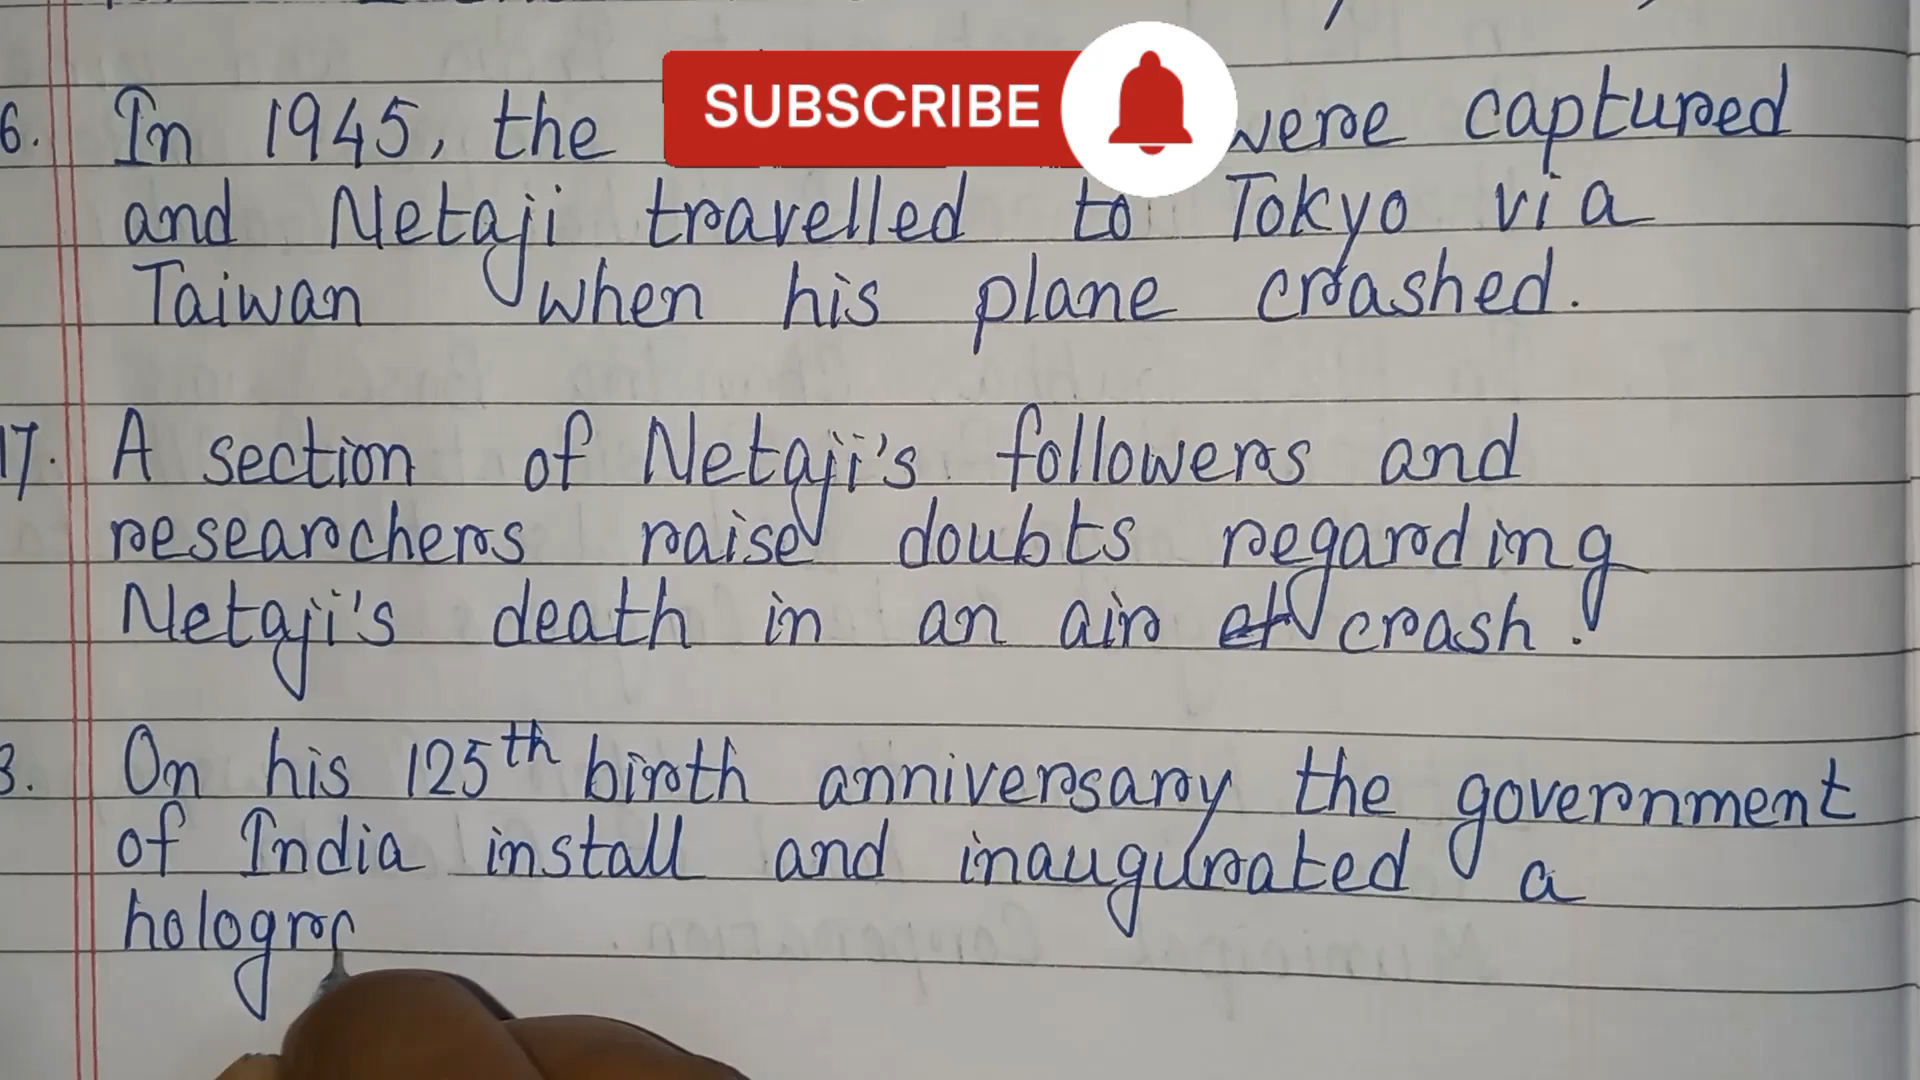 SUBSCRIBE
6. In 1945, the were captured
and Netaji travelled to Tokyo via
Taiwan when his plane crashed.
17. A section of Netaji's followers and
researchers raise doubts regarding
Netaji's death in an air crash.
8. On his 125th birth anniversary the government
of India install and inaugurated a
hologra